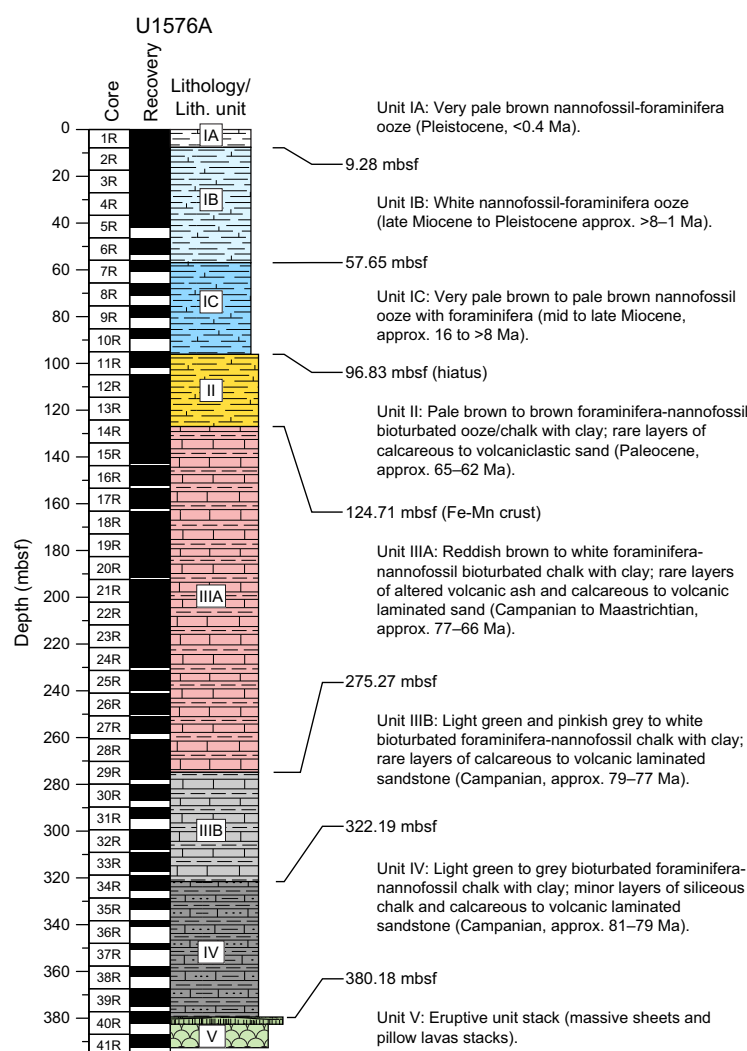 U1576A
Core
Recovery
Lithology/
Lith. unit
Depth (mbsf)
0
20
40
60
80
100
120
140
160
180
200
220
240
260
280
300
320
340
360
380
1R
2R
3R
4R
5R
6R
7R
8R
9R
10R
11R
12R
13R
14R
15R
16R
17R
18R
19R
20R
21R
22R
23R
24R
25R
26R
27R
28R
29R
30R
31R
32R
33R
34R
35R
36R
37R
38R
39R
40R
41R
IA
IB
IC
II
IIIA
IIIB
IV
V
Unit IA: Very pale brown nannofossil-foraminifera
ooze (Pleistocene, <0.4 Ma).
9.28 mbsf
Unit IB: White nannofossil-foraminifera ooze
(late Miocene to Pleistocene approx. >8–1 Ma).
57.65 mbsf
Unit IC: Very pale brown to pale brown nannofossil
ooze with foraminifera (mid to late Miocene,
approx. 16 to >8 Ma).
96.83 mbsf (hiatus)
Unit II: Pale brown to brown foraminifera-nannofossil
bioturbated ooze/chalk with clay; rare layers of
calcareous to volcaniclastic sand (Paleocene,
approx. 65–62 Ma).
124.71 mbsf (Fe-Mn crust)
Unit IIIA: Reddish brown to white foraminifera-
nannofossil bioturbated chalk with clay; rare layers
of altered volcanic ash and calcareous to volcanic
laminated sand (Campanian to Maastrichtian,
approx. 77–66 Ma).
275.27 mbsf
Unit IIIB: Light green and pinkish grey to white
bioturbated foraminifera-nannofossil chalk with clay;
rare layers of calcareous to volcanic laminated
sandstone (Campanian, approx. 79–77 Ma).
322.19 mbsf
Unit IV: Light green to grey bioturbated foraminifera-
nannofossil chalk with clay; minor layers of siliceous
chalk and calcareous to volcanic laminated
sandstone (Campanian, approx. 81–79 Ma).
380.18 mbsf
Unit V: Eruptive unit stack (massive sheets and
pillow lavas stacks).